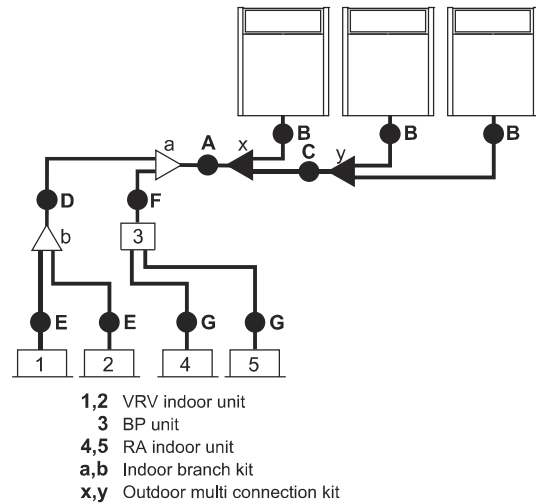 B
B
B
A
x
C
y
a
D
F
b
3
E
E
G
G
1
2
4
5
1,2 VRV indoor unit
3 BP unit
4,5 RA indoor unit
a,b Indoor branch kit
x,y Outdoor multi connection kit